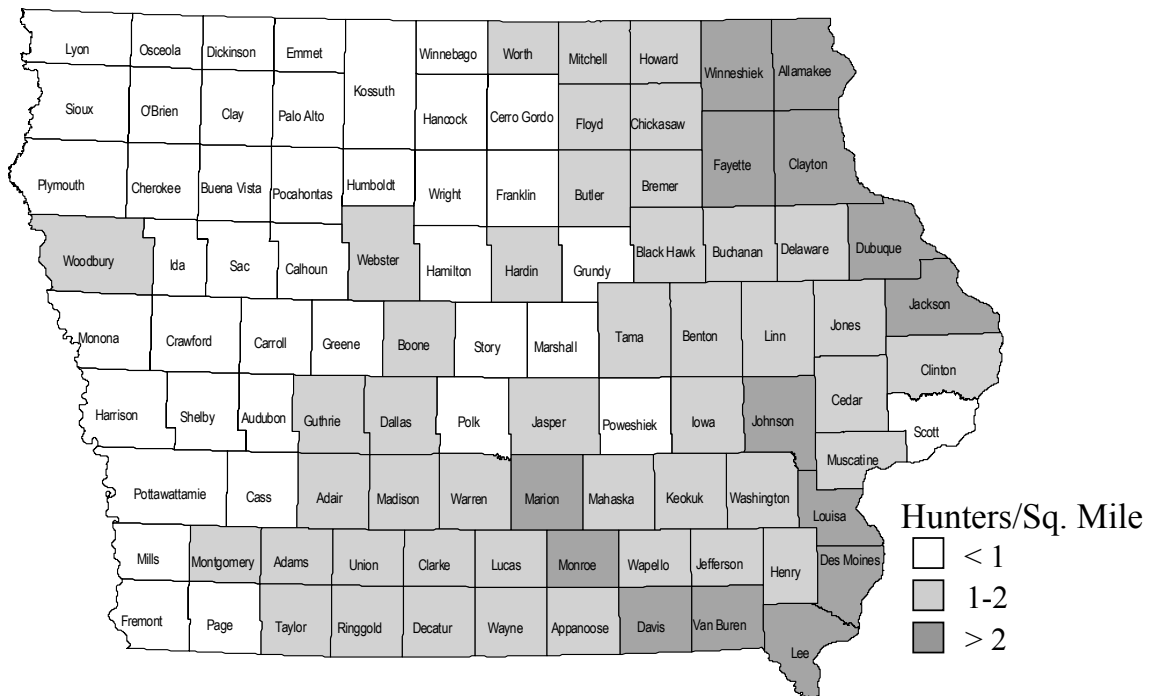 Lyon
Osceola
Dickinson
Emmet
Kossuth
Winnebago
Worth
Mitchell
Howard
Winneshiek
Allamakee
Sioux
O'Brien
Clay
Palo Alto
Hancock
Cerro Gordo
Floyd
Chickasaw
Plymouth
Cherokee
Buena Vista
Pocahontas
Humboldt
Wright
Franklin
Butler
Bremer
Fayette
Clayton
Woodbury
Ida
Sac
Calhoun
Webster
Hamilton
Hardin
Grundy
Black Hawk
Buchanan
Delaware
Dubuque
Jackson
Monona
Crawford
Carroll
Greene
Boone
Story
Marshall
Tama
Benton
Linn
Jones
Clinton
Harrison
Shelby
Audubon
Guthrie
Dallas
Polk
Jasper
Poweshiek
Iowa
Johnson
Cedar
Scott
Muscatine
Pottawattamie
Cass
Adair
Madison
Warren
Marion
Mahaska
Keokuk
Washington
Louisa
Mills
Montgomery
Adams
Union
Clarke
Lucas
Monroe
Wapello
Jefferson
Henry
Des Moines
Fremont
Page
Taylor
Ringgold
Decatur
Wayne
Appanoose
Davis
Van Buren
Lee
Hunters/Sq. Mile
< 1
1-2
> 2